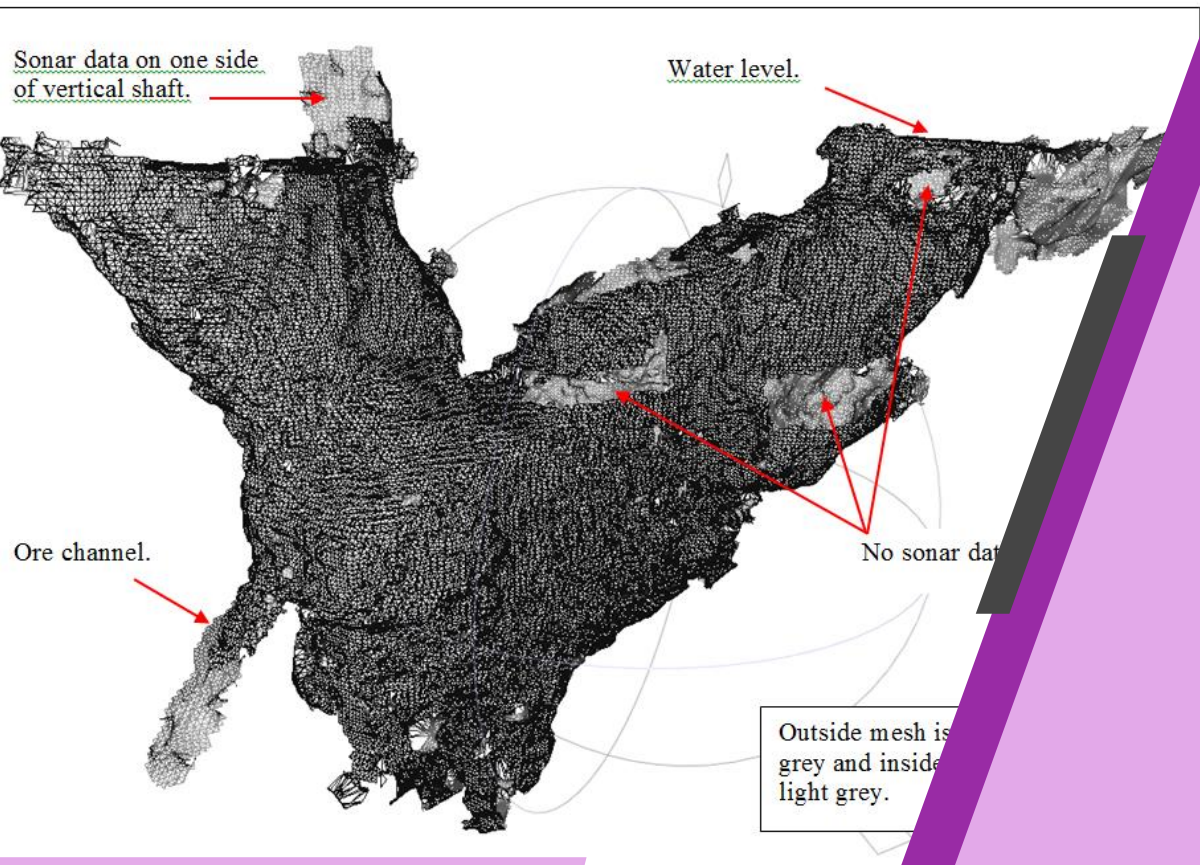 Sonar data on one side
of vertical shaft.
Water level.
Ore channel.
No sonar dat
Outside mesh is
grey and inside
light grey.